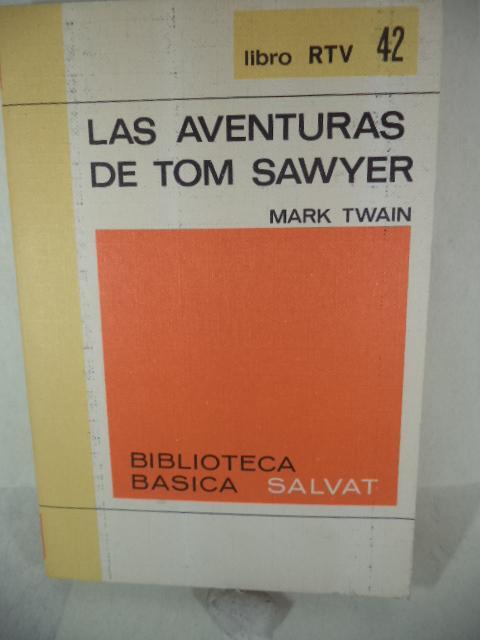 libro RTV 42
LAS AVENTURAS
DE TOM SAWYER
MARK TWAIN
BIBLIOTECA
BASICA SALVAT